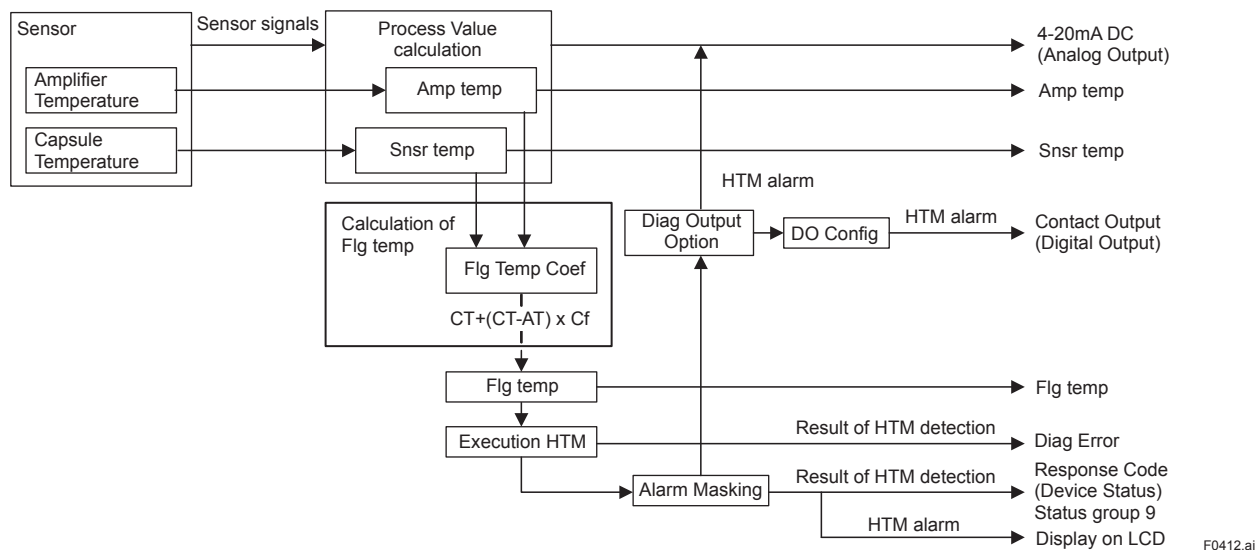 Sensor
Sensor signals
Process Value
calculation
4-20mA DC
(Analog Output)
Amplifier
Temperature
Amp temp
Amp temp
Capsule
Temperature
Snsr temp
Snsr temp
HTM alarm
Calculation of
Flg temp
Diag Output
Option
DO Config
HTM alarm
Contact Output
(Digital Output)
Flg Temp Coef
CT+(CT-AT) x Cf
Flg temp
Flg temp
Execution HTM
Result of HTM detection
Diag Error
Alarm Masking
Result of HTM detection
Response Code
(Device Status)
Status group 9
HTM alarm
Display on LCD
F0412.ai